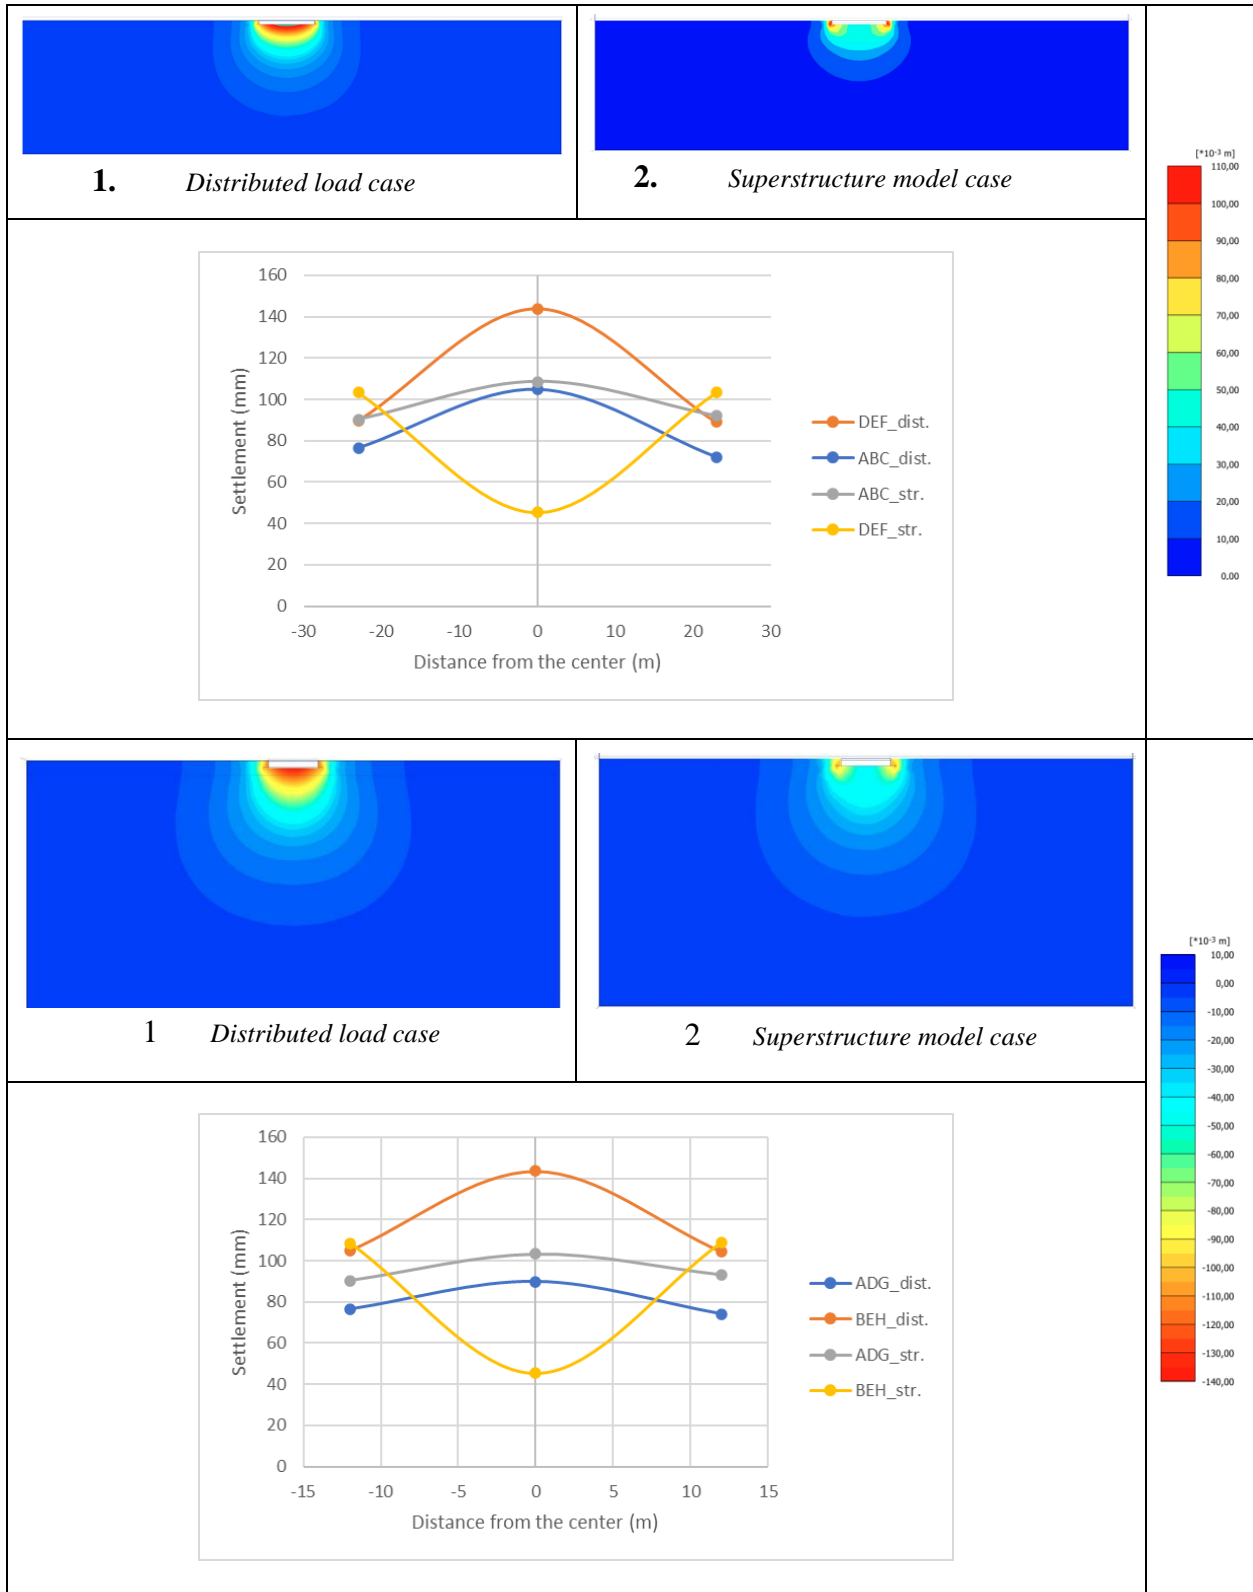 1. Distributed load case
2. Superstructure model case
[*10-3 m]
110,00
100,00
90,00
80,00
70,00
60,00
50,00
40,00
30,00
20,00
10,00
0,00
160
140
120
100
80
60
40
20
0
Settlement (mm)
-30 -20 -10 0 10 20 30
Distance from the center (m)
DEF_dist.
ABC_dist.
ABC_str.
DEF_str.
1 Distributed load case
2 Superstructure model case
[*10-3 m]
10,00
0,00
-10,00
-20,00
-30,00
-40,00
-50,00
-60,00
-70,00
-80,00
-90,00
-100,00
-110,00
-120,00
-130,00
-140,00
160
140
120
100
80
60
40
20
0
Settlement (mm)
-15 -10 -5 0 5 10 15
Distance from the center (m)
ADG_dist.
BEH_dist.
ADG_str.
BEH_str.